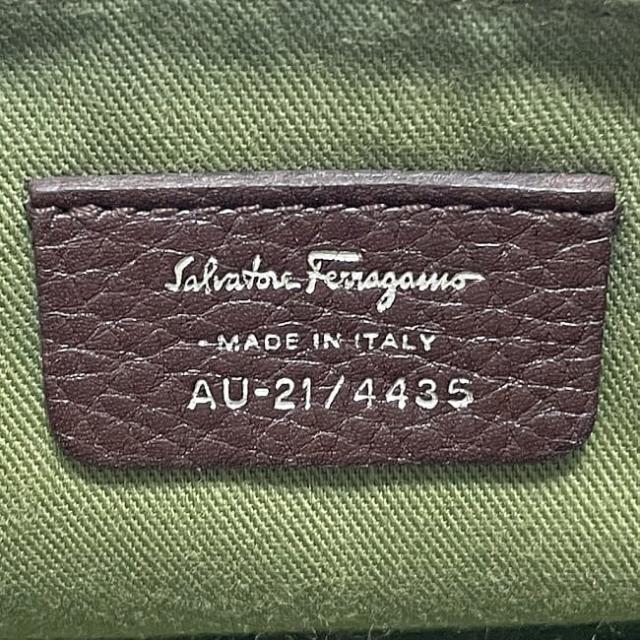 Salvatore Ferragamo
-MADE IN ITALY
AU-21/4435